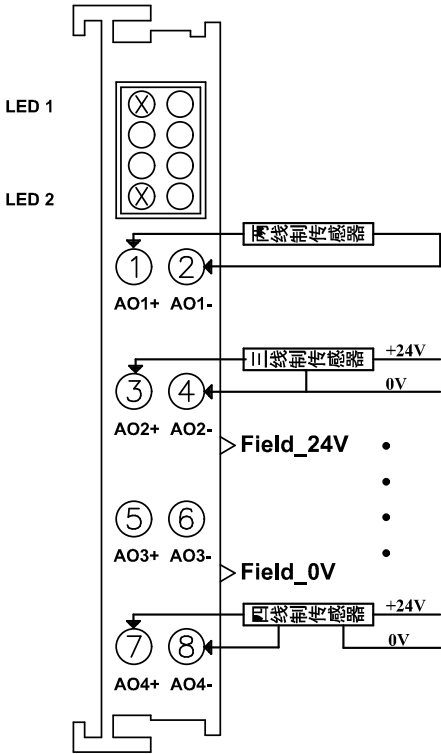 LED 1
LED 2
两线制传感器
1 2
AO1+ AO1-
三线制传感器 +24V
0V
3 4
AO2+ AO2-
Field_24V
5 6
AO3+ AO3-
Field_0V
四线制传感器 +24V
0V
7 8
AO4+ AO4-